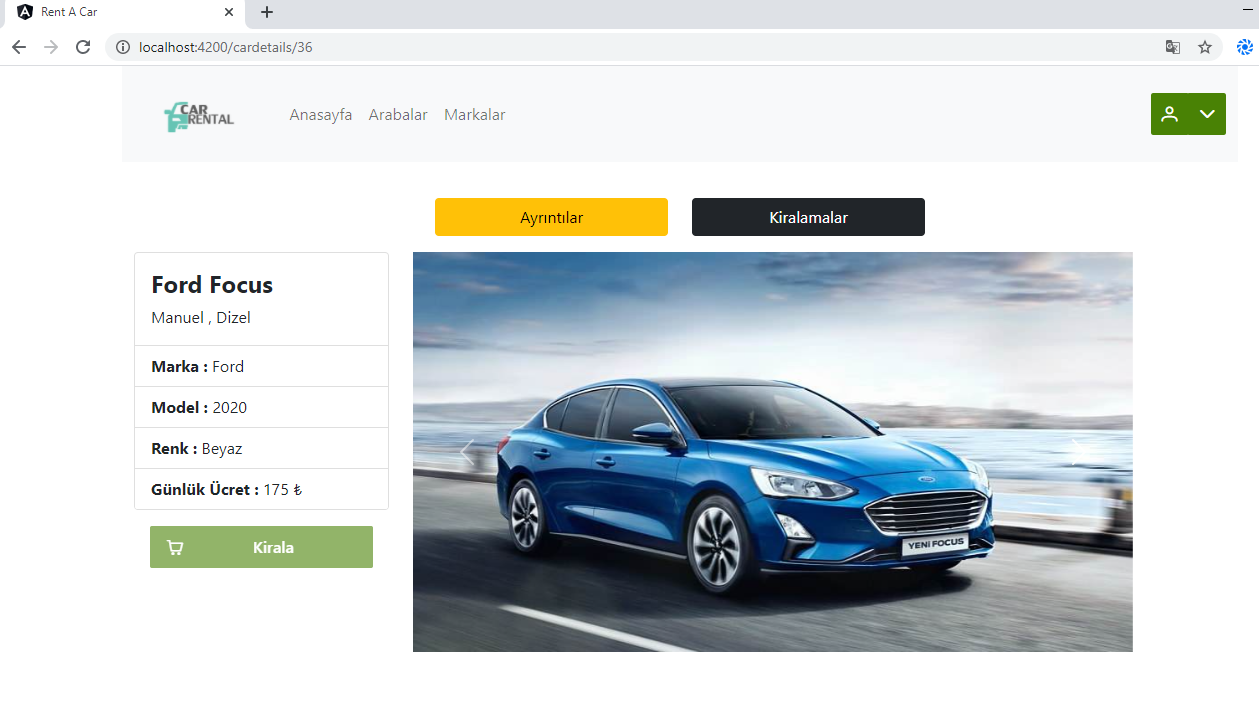 Rent A Car
localhost:4200/cardetails/36
CAR RENTAL
Anasayfa Arabalar Markalar
Ayrıntılar Kiralamalar
Ford Focus
Manuel , Dizel
Marka : Ford
Model : 2020
Renk : Beyaz
Günlük Ücret : 175 ₺
Kirala
YENİ FOCUS